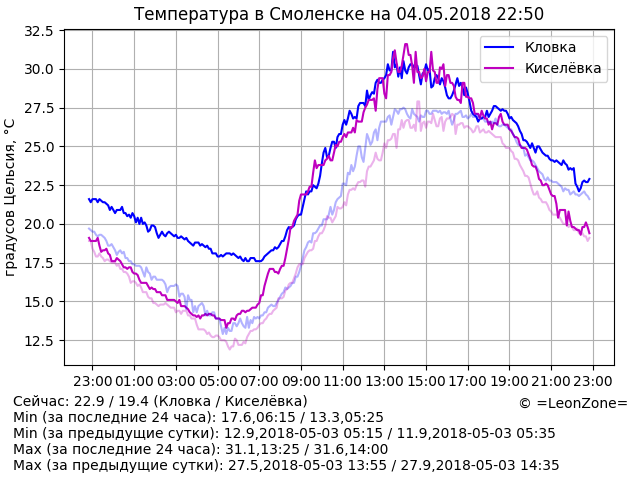 Температура в Смоленске на 04.05.2018 22:50
градусов Цельсия, °C
32.5
30.0
27.5
25.0
22.5
20.0
17.5
15.0
12.5
Кловка
Киселёвка
23:00 01:00 03:00 05:00 07:00 09:00 11:00 13:00 15:00 17:00 19:00 21:00 23:00
Сейчас: 22.9 / 19.4 (Кловка / Киселёвка)
© =LeonZone=
Min (за последние 24 часа): 17.6,06:15 / 13.3,05:25
Min (за предыдущие сутки): 12.9,2018-05-03 05:15 / 11.9,2018-05-03 05:35
Max (за последние 24 часа): 31.1,13:25 / 31.6,14:00
Max (за предыдущие сутки): 27.5,2018-05-03 13:55 / 27.9,2018-05-03 14:35